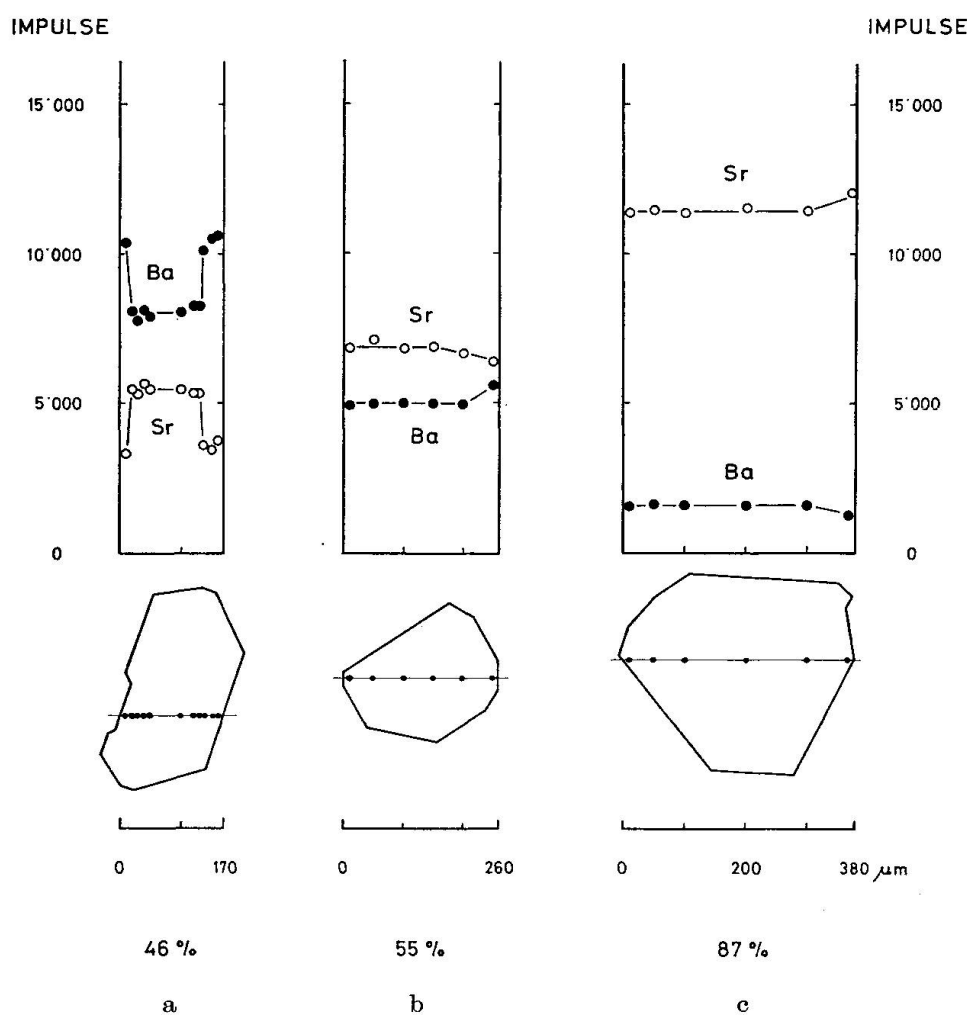 IMPULSE IMPULSE
15'000 15'000
Sr
10'000 10'000
Ba
Sr
5'000 5'000
Sr
Ba
Ba
0 0
0 170 0 260 0 200 380 μm
46 % 55 % 87 %
a b c